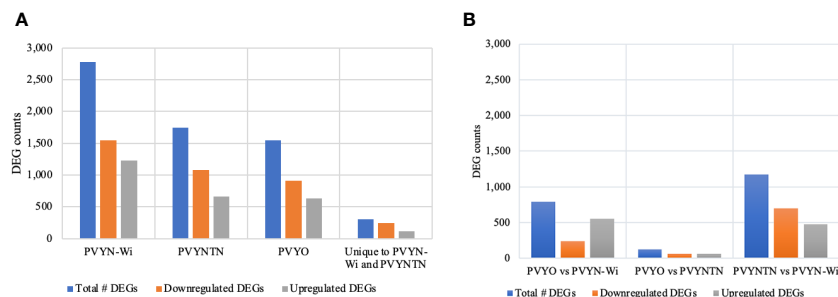 A
3,000
2,500
2,000
1,500
1,000
500
0
DEG counts
PVYN-Wi
PVYNTN
PVYO
Unique to PVYN-
Wi and PVYNTN
Total # DEGs
Downregulated DEGs
Upregulated DEGs
B
3,000
2,500
2,000
1,500
1,000
500
0
DEG counts
PVYO vs PVYN-Wi
PVYO vs PVYNTN
PVYNTN vs PVYN-Wi
Total # DEGs
Downregulated DEGs
Upregulated DEGs